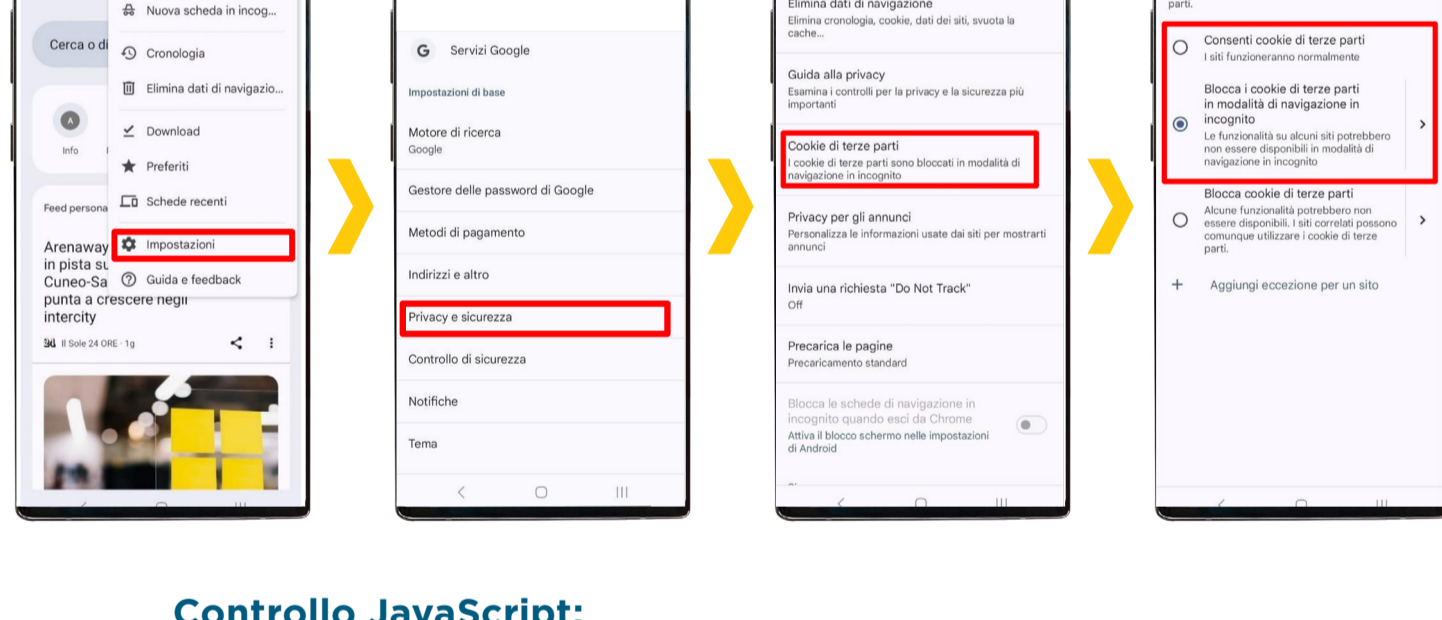 Nuova scheda in incog...
Cerca o di
Cronologia
Elimina dati di navigazio...
A
Download
Info
Preferiti
Schede recenti
Feed persona
Impostazioni
Arenaway
in pista su
Cuneo-Sa
Guida e feedback
punta a crescere negli
intercity
Il Sole 24 ORE · 1g
G Servizi Google
Impostazioni di base
Motore di ricerca
Google
Gestore delle password di Google
Metodi di pagamento
Indirizzi e altro
Privacy e sicurezza
Controllo di sicurezza
Notifiche
Tema
Elimina dati di navigazione
Elimina cronologia, cookie, dati dei siti, svuota la
cache...
Guida alla privacy
Esamina i controlli per la privacy e la sicurezza più
importanti
Cookie di terze parti
I cookie di terze parti sono bloccati in modalità di
navigazione in incognito
Privacy per gli annunci
Personalizza le informazioni usate dai siti per mostrarti
annunci
Invia una richiesta "Do Not Track"
Off
Precarica le pagine
Precaricamento standard
Blocca le schede di navigazione in
incognito quando esci da Chrome
Attiva il blocco schermo nelle impostazioni
di Android
parti.
Consenti cookie di terze parti
I siti funzioneranno normalmente
Blocca i cookie di terze parti
in modalità di navigazione in
incognito
Le funzionalità su alcuni siti potrebbero
non essere disponibili in modalità di
navigazione in incognito
Blocca cookie di terze parti
Alcune funzionalità potrebbero non
essere disponibili. I siti correlati possono
comunque utilizzare i cookie di terze
parti.
+ Aggiungi eccezione per un sito
Controllo JavaScript: